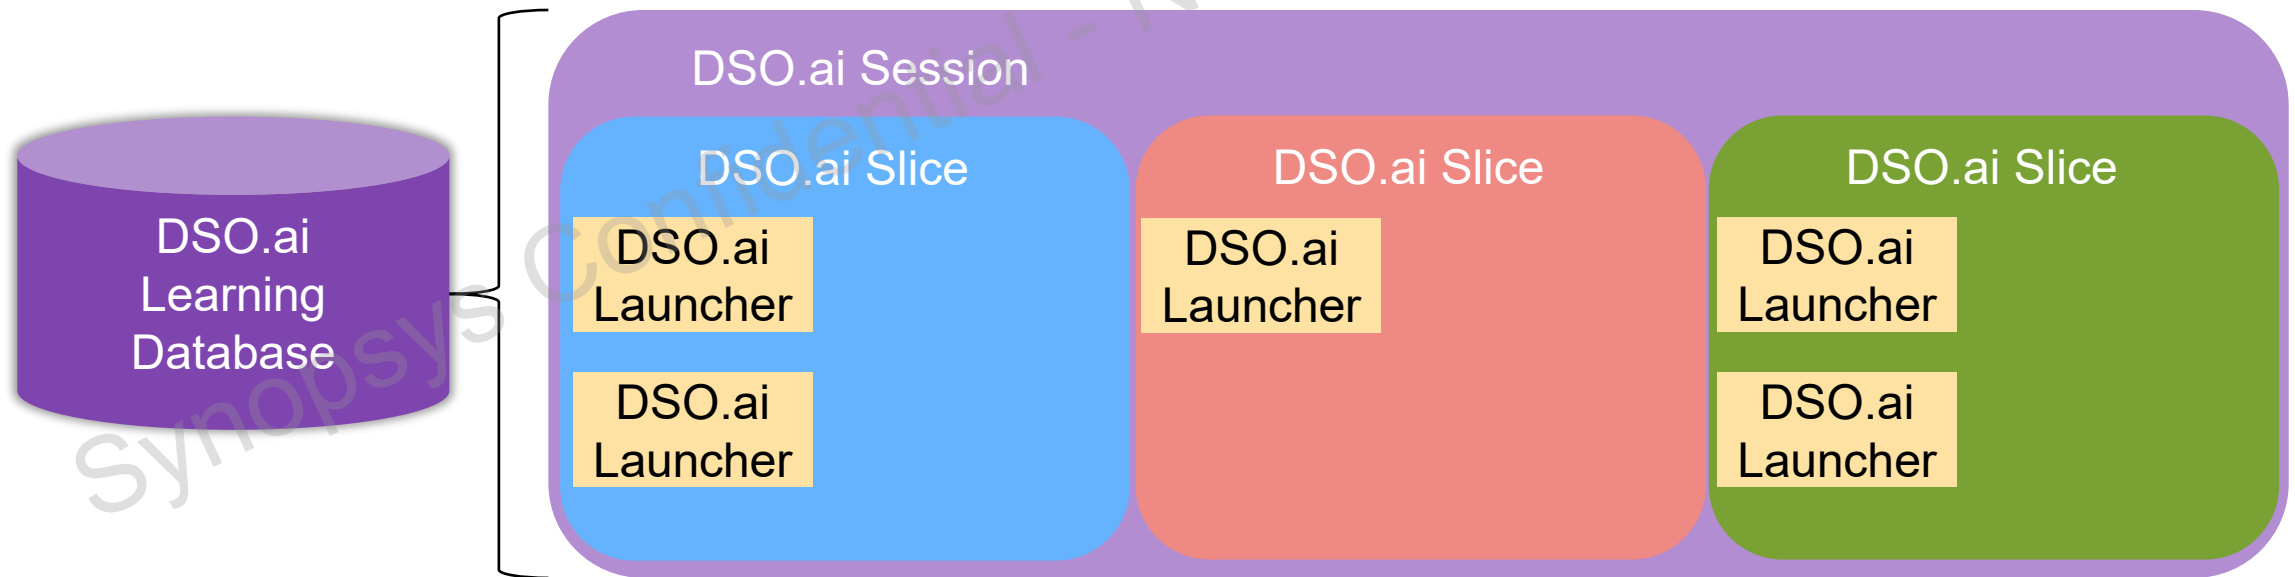 DSO.ai Session
DSO.ai
Learning
Database
DSO.ai Slice
DSO.ai
Launcher
DSO.ai
Launcher
DSO.ai Slice
DSO.ai
Launcher
DSO.ai Slice
DSO.ai
Launcher
DSO.ai
Launcher
Synopsys Confidential -